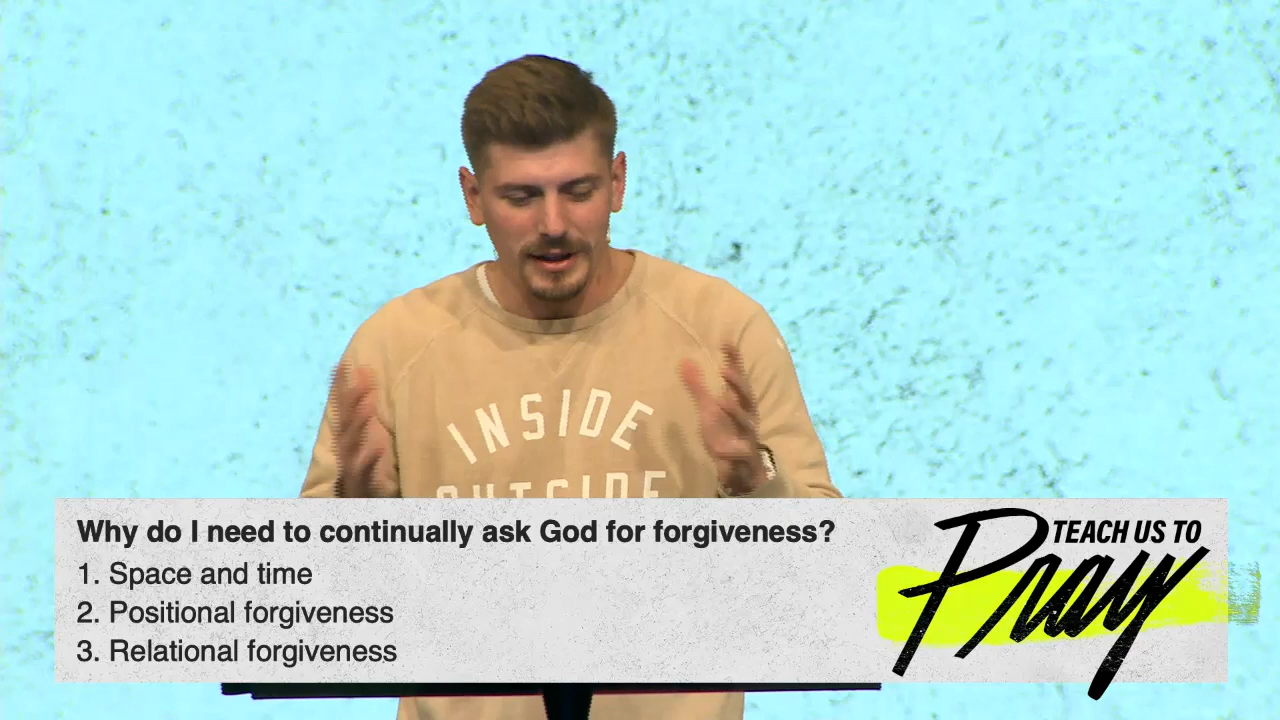 INSIDE
OUTSIDE
Why do I need to continually ask God for forgiveness?
1. Space and time
2. Positional forgiveness
3. Relational forgiveness
TEACH US TO
Pray